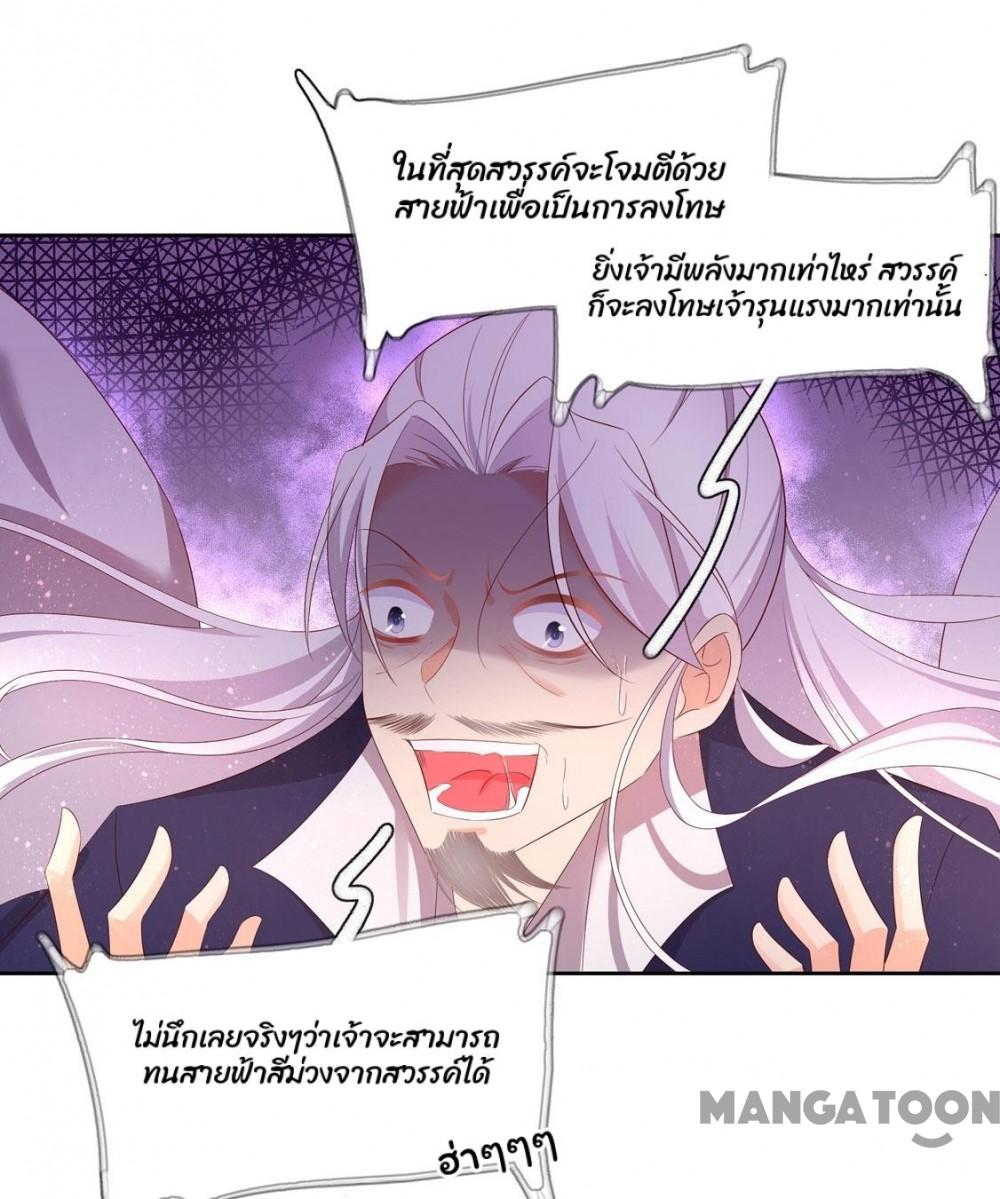 ในที่สุดสวรรค์จะโจมตีด้วย
สายฟ้าเพื่อเป็นการลงโทษ
ยิ่งเจ้ามีพลังมากเท่าไหร่ สวรรค์
ก็จะลงโทษเจ้ารุนแรงมากเท่านั้น
ไม่นึกเลยจริงๆว่าเจ้าจะสามารถ
ทนสายฟ้าสีม่วงจากสวรรค์ได้
ฮ่าๆๆๆ
MANGATOON